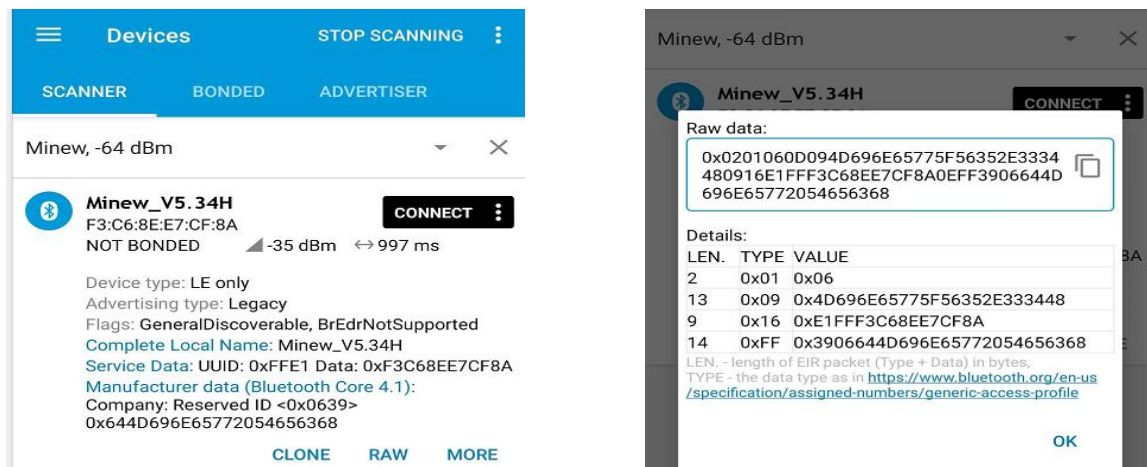 Devices
STOP SCANNING
SCANNER
BONDED
ADVERTISER
Minew, -64 dBm
Minew_V5.34H
CONNECT
F3:C6:8E:E7:CF:8A
NOT BONDED
-35 dBm
997 ms
Device type: LE only
Advertising type: Legacy
Flags: GeneralDiscoverable, BrEdrNotSupported
Complete Local Name: Minew_V5.34H
Service Data: UUID: 0xFFE1 Data: 0xF3C68EE7CF8A
Manufacturer data (Bluetooth Core 4.1):
Company: Reserved ID <0x0639>
0x644D696E65772054656368
CLONE
RAW
MORE
Minew, -64 dBm
Minew_V5.34H
CONNECT
Raw data:
0x0201060D094D696E65775F56352E3334
480916E1FFF3C68EE7CF8A0EFF3906644D
696E65772054656368
Details:
8A
LEN. TYPE VALUE
2 0x01 0x06
13 0x09 0x4D696E65775F56352E333448
9 0x16 0xE1FFF3C68EE7CF8A
14 0xFF 0x3906644D696E65772054656368
LEN. - length of EIR packet (Type + Data) in bytes,
TYPE - the data type as in https://www.bluetooth.org/en-us
/specification/assigned-numbers/generic-access-profile
OK